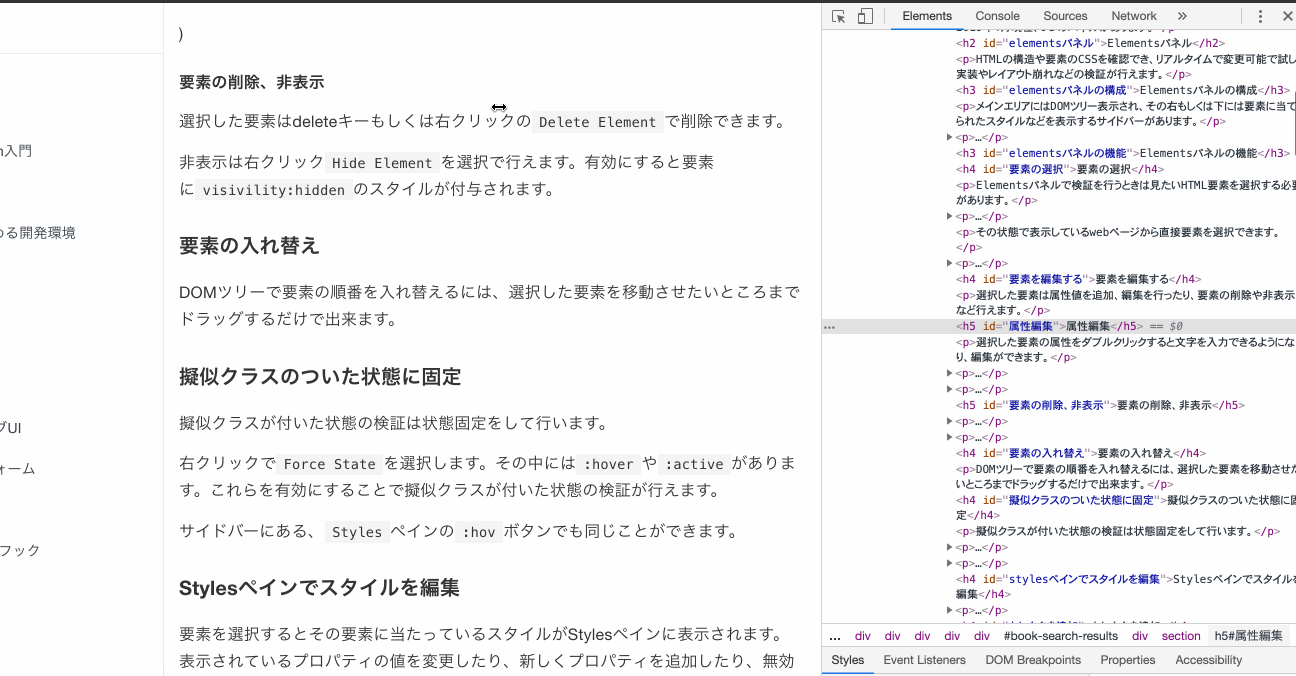 )
要素の削除、非表示
選択した要素はdeleteキーもしくは右クリックの Delete Element で削除できます。
非表示は右クリック Hide Element を選択で行えます。有効にすると要素
に visivility:hidden のスタイルが付与されます。
要素の入れ替え
DOMツリーで要素の順番を入れ替えるには、選択した要素を移動させたいところまで
ドラッグするだけで出来ます。
擬似クラスのついた状態に固定
擬似クラスが付いた状態の検証は状態固定をして行います。
右クリックで Force State を選択します。その中には :hover や :active がありま
す。これらを有効にすることで擬似クラスが付いた状態の検証が行えます。
サイドバーにある、 Styles ペインの :hov ボタンでも同じことができます。
Stylesペインでスタイルを編集
要素を選択するとその要素に当たっているスタイルがStylesペインに表示されます。
表示されているプロパティの値を変更したり、新しくプロパティを追加したり、無効
入門
る開発環境
UI
ォーム
フック
Elements Console Sources Network »
<h2 id="elementsパネル">Elementsパネル</h2>
<p>HTMLの構造や要素のCSSを確認でき、リアルタイムで変更可能で試し
実装やレイアウト崩れなどの検証が行えます。</p>
<h3 id="elementsパネルの構成">Elementsパネルの構成</h3>
<p>メインエリアにはDOMツリー表示され、その右もしくは下には要素に当て
られたスタイルなどを表示するサイドバーがあります。</p>
<p>…</p>
<h3 id="elementsパネルの機能">Elementsパネルの機能</h3>
<h4 id="要素の選択">要素の選択</h4>
<p>Elementsパネルで検証を行うときは見たいHTML要素を選択する必要
があります。</p>
<p>…</p>
<p>その状態で表示しているwebページから直接要素を選択できます。
</p>
<p>…</p>
<h4 id="要素を編集する">要素を編集する</h4>
<p>選択した要素は属性値を追加、編集を行ったり、要素の削除や非表示
など行えます。</p>
… <h5 id="属性編集">属性編集</h5> == $0
<p>選択した要素の属性をダブルクリックすると文字を入力できるようにな
り、編集ができます。</p>
<p>…</p>
<p>…</p>
<h5 id="要素の削除、非表示">要素の削除、非表示</h5>
<p>…</p>
<p>…</p>
<h4 id="要素の入れ替え">要素の入れ替え</h4>
<p>DOMツリーで要素の順番を入れ替えるには、選択した要素を移動させた
いところまでドラッグするだけで出来ます。</p>
<h4 id="擬似クラスのついた状態に固定">擬似クラスのついた状態に固
定</h4>
<p>擬似クラスが付いた状態の検証は状態固定をして行います。</p>
<p>…</p>
<p>…</p>
<h4 id="stylesペインでスタイルを編集">Stylesペインでスタイルを
編集</h4>
<p>…</p>
… div div div div div #book-search-results div section h5#属性編集
Styles Event Listeners DOM Breakpoints Properties Accessibility